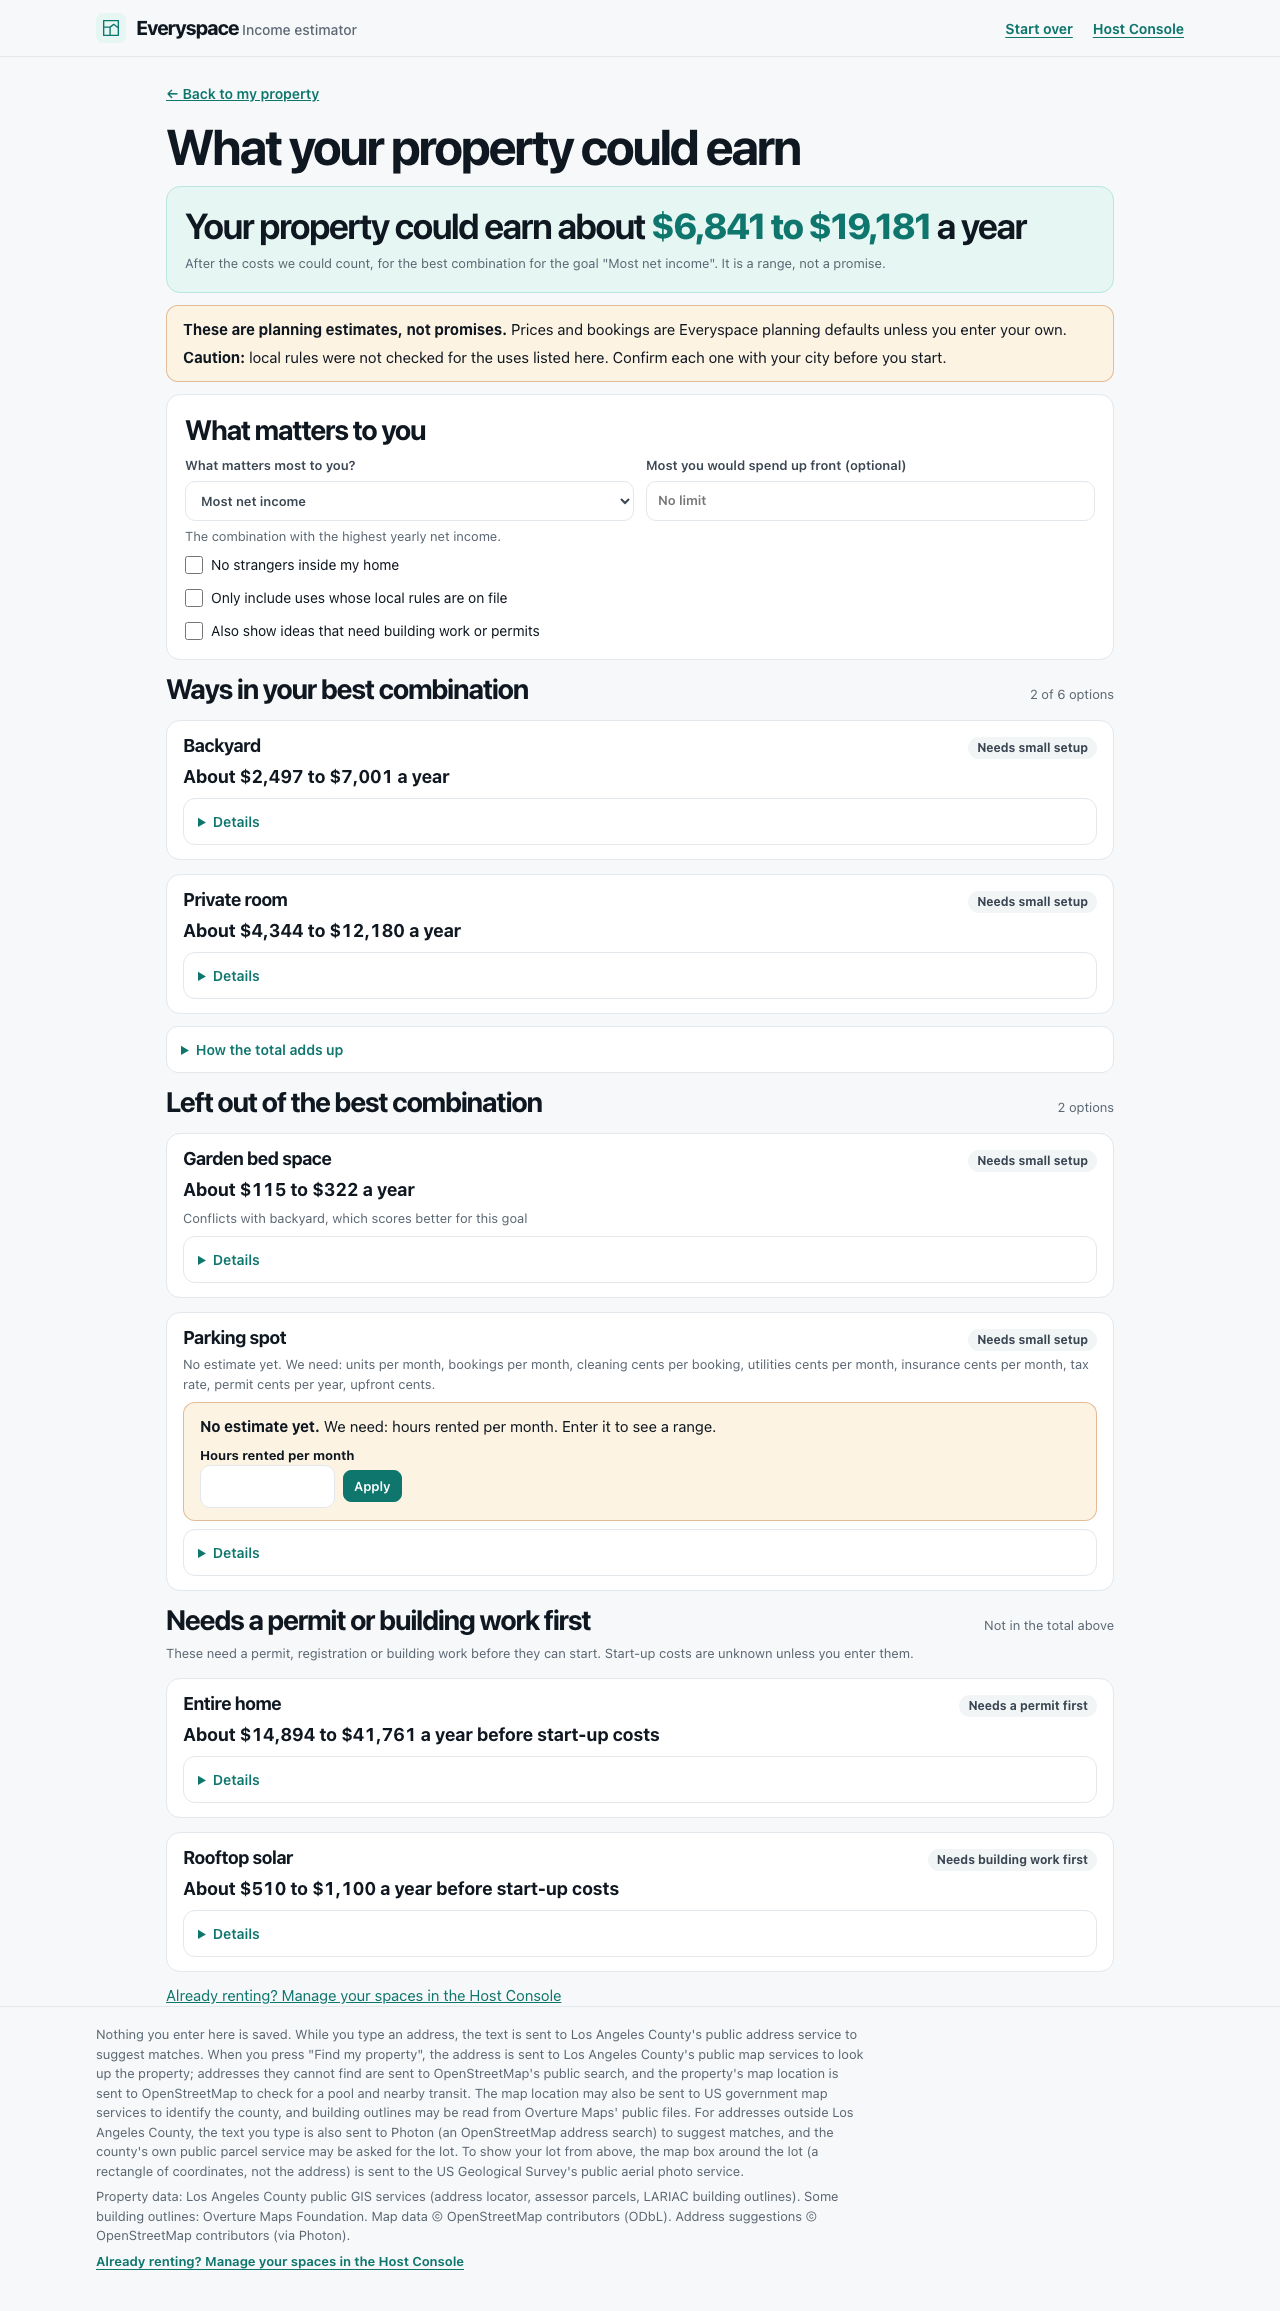 Everyspace Income estimator
Start over
Host Console
← Back to my property
What your property could earn
Your property could earn about $6,841 to $19,181 a year
After the costs we could count, for the best combination for the goal "Most net income". It is a range, not a promise.
These are planning estimates, not promises. Prices and bookings are Everyspace planning defaults unless you enter your own.
Caution: local rules were not checked for the uses listed here. Confirm each one with your city before you start.
What matters to you
What matters most to you?
Most you would spend up front (optional)
Most net income
No limit
The combination with the highest yearly net income.
No strangers inside my home
Only include uses whose local rules are on file
Also show ideas that need building work or permits
Ways in your best combination
2 of 6 options
Backyard
Needs small setup
About $2,497 to $7,001 a year
Details
Private room
Needs small setup
About $4,344 to $12,180 a year
Details
How the total adds up
Left out of the best combination
2 options
Garden bed space
Needs small setup
About $115 to $322 a year
Conflicts with backyard, which scores better for this goal
Details
Parking spot
Needs small setup
No estimate yet. We need: units per month, bookings per month, cleaning cents per booking, utilities cents per month, insurance cents per month, tax
rate, permit cents per year, upfront cents.
No estimate yet. We need: hours rented per month. Enter it to see a range.
Hours rented per month
Apply
Details
Needs a permit or building work first
Not in the total above
These need a permit, registration or building work before they can start. Start-up costs are unknown unless you enter them.
Entire home
Needs a permit first
About $14,894 to $41,761 a year before start-up costs
Details
Rooftop solar
Needs building work first
About $510 to $1,100 a year before start-up costs
Details
Already renting? Manage your spaces in the Host Console
Nothing you enter here is saved. While you type an address, the text is sent to Los Angeles County's public address service to
suggest matches. When you press "Find my property", the address is sent to Los Angeles County's public map services to look
up the property; addresses they cannot find are sent to OpenStreetMap's public search, and the property's map location is
sent to OpenStreetMap to check for a pool and nearby transit. The map location may also be sent to US government map
services to identify the county, and building outlines may be read from Overture Maps' public files. For addresses outside Los
Angeles County, the text you type is also sent to Photon (an OpenStreetMap address search) to suggest matches, and the
county's own public parcel service may be asked for the lot. To show your lot from above, the map box around the lot (a
rectangle of coordinates, not the address) is sent to the US Geological Survey's public aerial photo service.
Property data: Los Angeles County public GIS services (address locator, assessor parcels, LARIAC building outlines). Some
building outlines: Overture Maps Foundation. Map data © OpenStreetMap contributors (ODbL). Address suggestions ©
OpenStreetMap contributors (via Photon).
Already renting? Manage your spaces in the Host Console